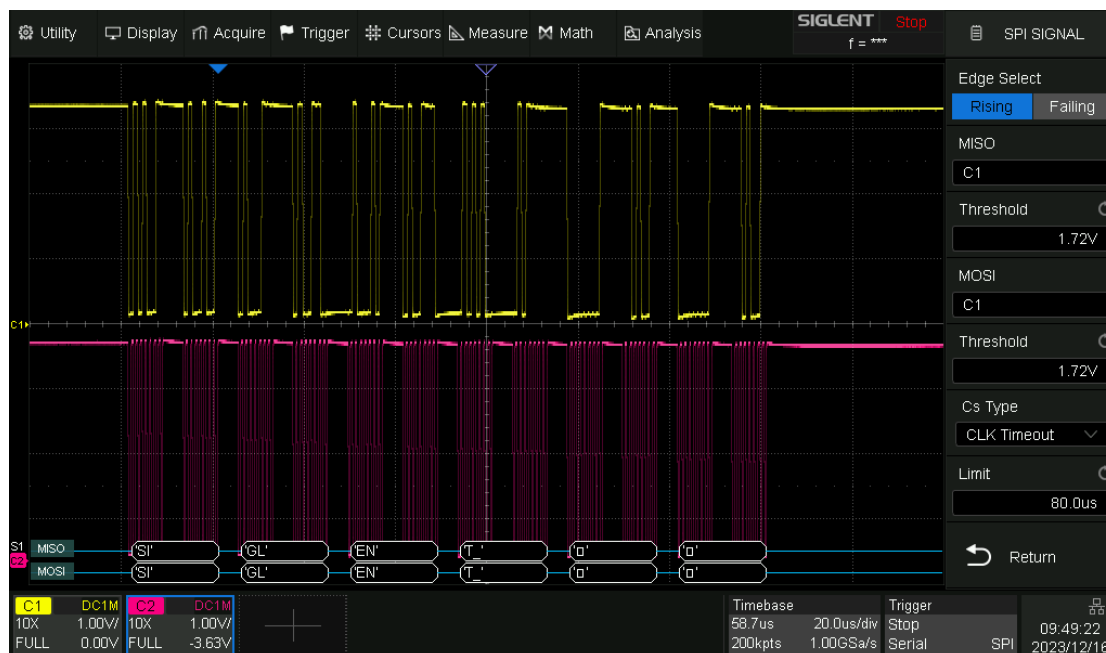 Utility Display Acquire Trigger Cursors Measure Math Analysis
SIGLENT Stop
f = ***
SPI SIGNAL
Edge Select
Rising Failing
MISO
C1
Threshold
1.72V
MOSI
C1
Threshold
1.72V
Cs Type
CLK Timeout
Limit
80.0us
Return
C1
S1 MISO 'SI' 'GL' 'EN' 'T_' '□' '□'
C2 MOSI 'SI' 'GL' 'EN' 'T_' '□' '□'
C1 DC1M C2 DC1M
10X 1.00V/ 10X 1.00V/
FULL 0.00V FULL -3.63V
Timebase Trigger
58.7us 20.0us/div Stop
200kpts 1.00GSa/s Serial SPI
09:49:22
2023/12/16